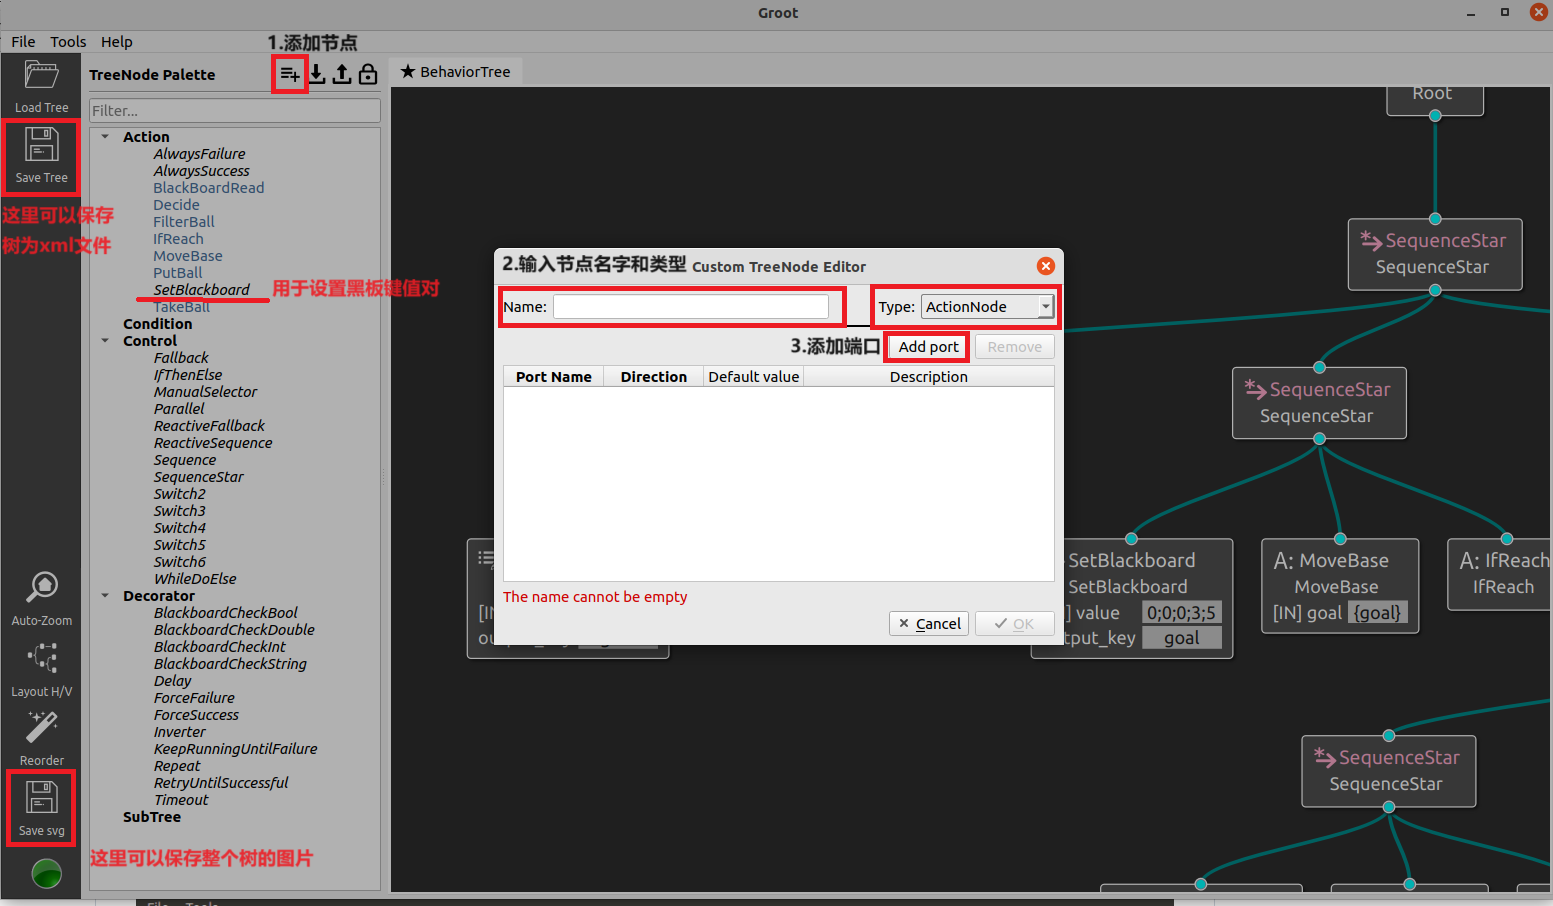 Groot
File Tools Help
1.添加节点
TreeNode Palette
BehaviorTree
Load Tree
Filter...
Save Tree
这里可以保存
树为xml文件
Action
AlwaysFailure
AlwaysSuccess
BlackBoardRead
Decide
FilterBall
IfReach
MoveBase
PutBall
SetBlackboard
用于设置黑板键值对
TakeBall
Condition
Control
Fallback
IfThenElse
ManualSelector
Parallel
ReactiveFallback
ReactiveSequence
Sequence
SequenceStar
Switch2
Switch3
Switch4
Switch5
Switch6
WhileDoElse
Decorator
BlackboardCheckBool
BlackboardCheckDouble
BlackboardCheckInt
BlackboardCheckString
Delay
ForceFailure
ForceSuccess
Inverter
KeepRunningUntilFailure
Repeat
RetryUntilSuccessful
Timeout
SubTree
Auto-Zoom
Layout H/V
Reorder
Save svg
这里可以保存整个树的图片
Root
SequenceStar
SequenceStar
SequenceStar
SequenceStar
2.输入节点名字和类型 Custom TreeNode Editor
Name:
Type: ActionNode
3.添加端口 Add port Remove
Port Name Direction Default value Description
The name cannot be empty
Cancel OK
SetBlackboard
SetBlackboard
value 0;0;0;3;5
goal
A: MoveBase
MoveBase
[IN] goal {goal}
A: IfReach
IfReach
SequenceStar
SequenceStar